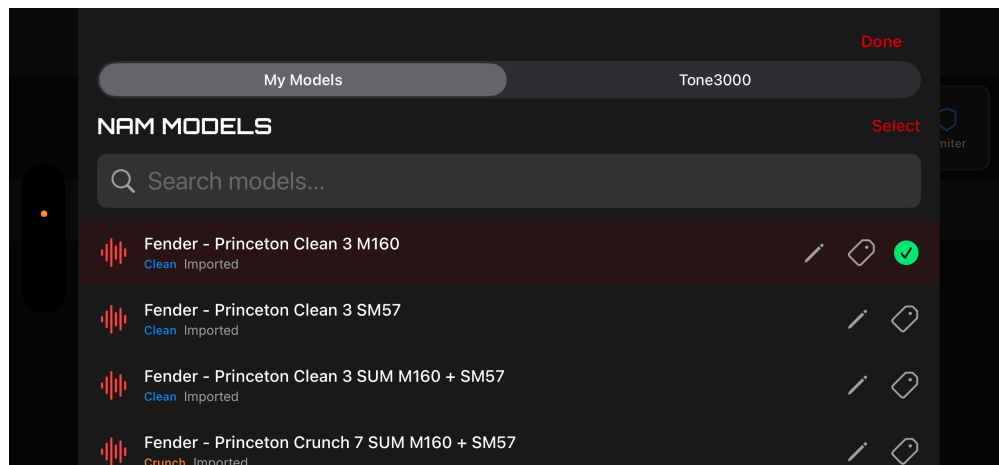 Done
My Models
Tone3000
NAM MODELS
Select
miter
Search models...
Fender - Princeton Clean 3 M160
Clean Imported
Fender - Princeton Clean 3 SM57
Clean Imported
Fender - Princeton Clean 3 SUM M160 + SM57
Clean Imported
Fender - Princeton Crunch 7 SUM M160 + SM57
Crunch Imported